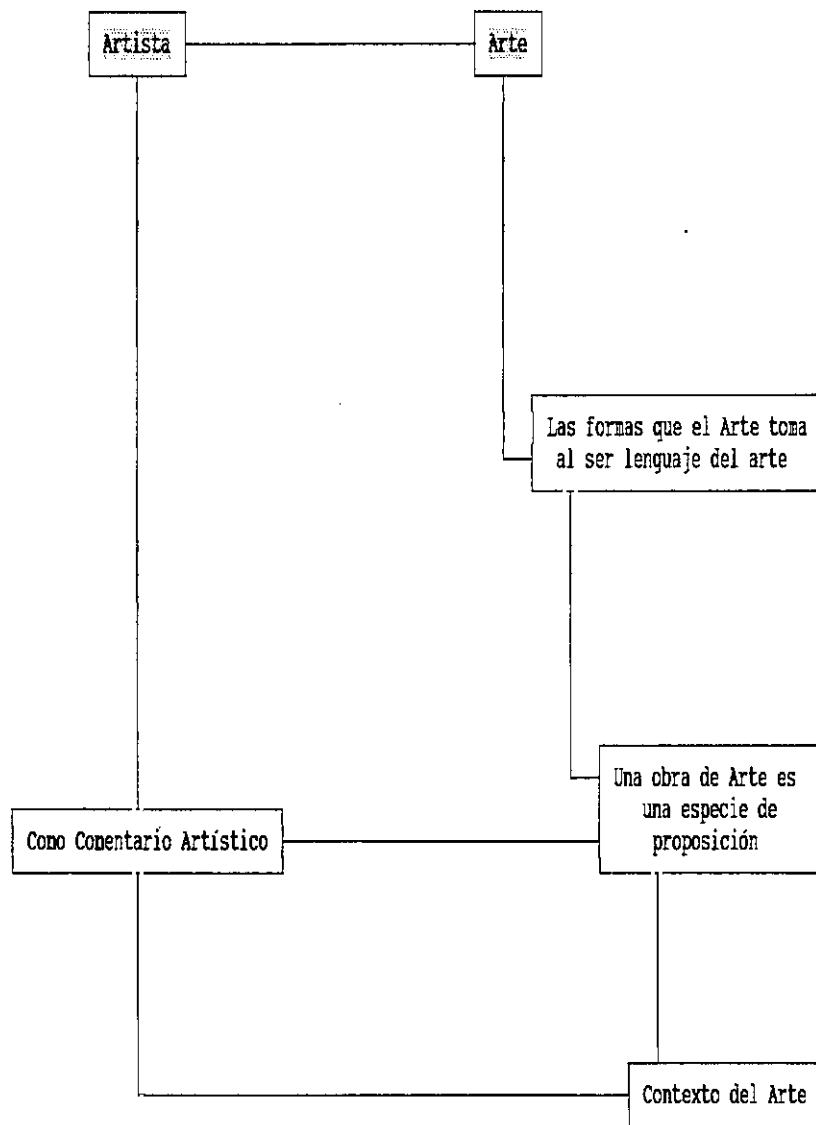 Artista
Arte
Las formas que el Arte toma
al ser lenguaje del arte
Una obra de Arte es
una especie de
proposición
Como Comentario Artístico
Contexto del Arte